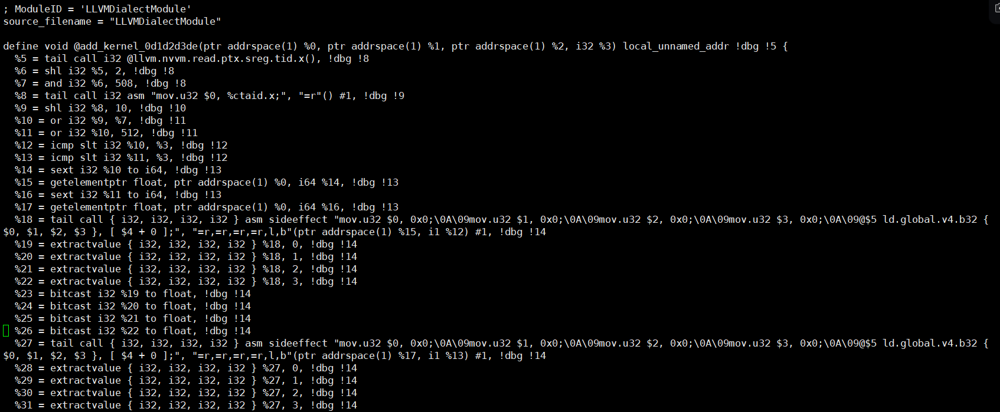 ; ModuleID = 'LLVMDialectModule'
source_filename = "LLVMDialectModule"
define void @add_kernel_0d1d2d3de(ptr addrspace(1) %0, ptr addrspace(1) %1, ptr addrspace(1) %2, i32 %3) local_unnamed_addr !dbg !5 {
  %5 = tail call i32 @llvm.nvvm.read.ptx.sreg.tid.x(), !dbg !8
  %6 = shl i32 %5, 2, !dbg !8
  %7 = and i32 %6, 508, !dbg !8
  %8 = tail call i32 asm "mov.u32 $0, %ctaid.x;", "=r"() #1, !dbg !9
  %9 = shl i32 %8, 10, !dbg !10
  %10 = or i32 %9, %7, !dbg !11
  %11 = or i32 %10, 512, !dbg !11
  %12 = icmp slt i32 %10, %3, !dbg !12
  %13 = icmp slt i32 %11, %3, !dbg !12
  %14 = sext i32 %10 to i64, !dbg !13
  %15 = getelementptr float, ptr addrspace(1) %0, i64 %14, !dbg !13
  %16 = sext i32 %11 to i64, !dbg !13
  %17 = getelementptr float, ptr addrspace(1) %0, i64 %16, !dbg !13
  %18 = tail call { i32, i32, i32, i32 } asm sideeffect "mov.u32 $0, 0x0;\0A\09mov.u32 $1, 0x0;\0A\09mov.u32 $2, 0x0;\0A\09mov.u32 $3, 0x0;\0A\09@$5 ld.global.v4.b32 {
$0, $1, $2, $3 }, [ $4 + 0 ];", "=r,=r,=r,=r,l,b"(ptr addrspace(1) %15, i1 %12) #1, !dbg !14
  %19 = extractvalue { i32, i32, i32, i32 } %18, 0, !dbg !14
  %20 = extractvalue { i32, i32, i32, i32 } %18, 1, !dbg !14
  %21 = extractvalue { i32, i32, i32, i32 } %18, 2, !dbg !14
  %22 = extractvalue { i32, i32, i32, i32 } %18, 3, !dbg !14
  %23 = bitcast i32 %19 to float, !dbg !14
  %24 = bitcast i32 %20 to float, !dbg !14
  %25 = bitcast i32 %21 to float, !dbg !14
  %26 = bitcast i32 %22 to float, !dbg !14
  %27 = tail call { i32, i32, i32, i32 } asm sideeffect "mov.u32 $0, 0x0;\0A\09mov.u32 $1, 0x0;\0A\09mov.u32 $2, 0x0;\0A\09mov.u32 $3, 0x0;\0A\09@$5 ld.global.v4.b32 {
$0, $1, $2, $3 }, [ $4 + 0 ];", "=r,=r,=r,=r,l,b"(ptr addrspace(1) %17, i1 %13) #1, !dbg !14
  %28 = extractvalue { i32, i32, i32, i32 } %27, 0, !dbg !14
  %29 = extractvalue { i32, i32, i32, i32 } %27, 1, !dbg !14
  %30 = extractvalue { i32, i32, i32, i32 } %27, 2, !dbg !14
  %31 = extractvalue { i32, i32, i32, i32 } %27, 3, !dbg !14